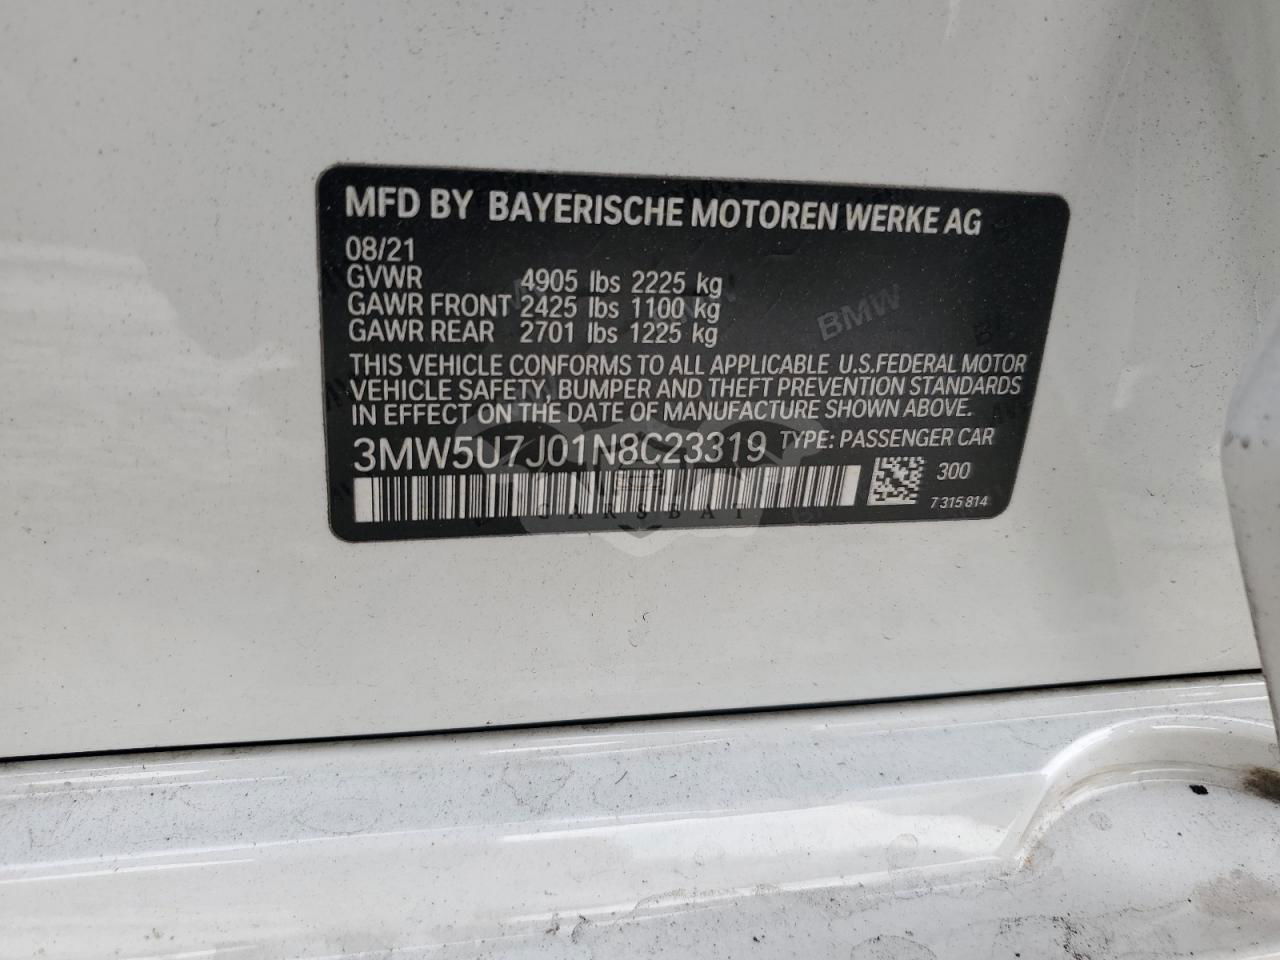 MFD BY BAYERISCHE MOTOREN WERKE AG
08/21
GVWR 4905 lbs 2225 kg
GAWR FRONT 2425 lbs 1100 kg
GAWR REAR 2701 lbs 1225 kg
THIS VEHICLE CONFORMS TO ALL APPLICABLE U.S.FEDERAL MOTOR
VEHICLE SAFETY, BUMPER AND THEFT PREVENTION STANDARDS
IN EFFECT ON THE DATE OF MANUFACTURE SHOWN ABOVE.
3MW5U7J01N8C23319 TYPE: PASSENGER CAR
300
7 315 814
BMW
CARSBAT